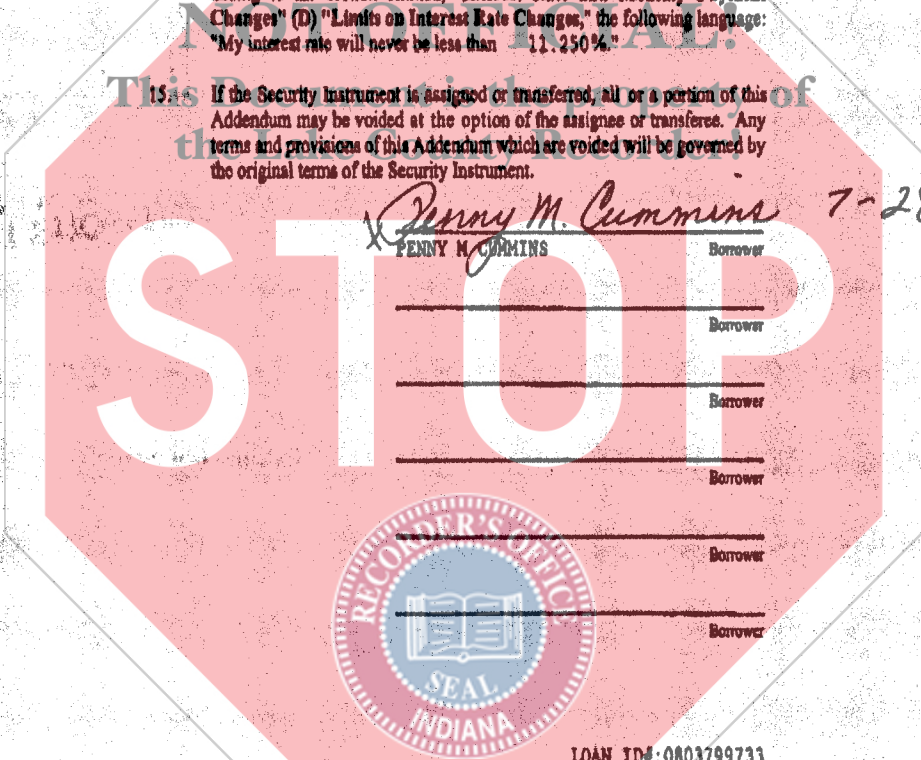 Changes" (D) "Limits on Interest Rate Changes," the following language:
"My interest rate will never be less than 11.250%."
NOT OFFICIAL!
This Document is the property of
the Lake County Recorder!
15. If the Security Instrument is assigned or transferred, all or a portion of this
Addendum may be voided at the option of the assignee or transferee. Any
terms and provisions of this Addendum which are voided will be governed by
the original terms of the Security Instrument.
X Penny M. Cummins 7-28
PENNY M CUMMINS Borrower
Borrower
Borrower
Borrower
Borrower
Borrower
STOP
RECORDER'S OFFICE
SEAL
INDIANA
LOAN ID#:0803799733